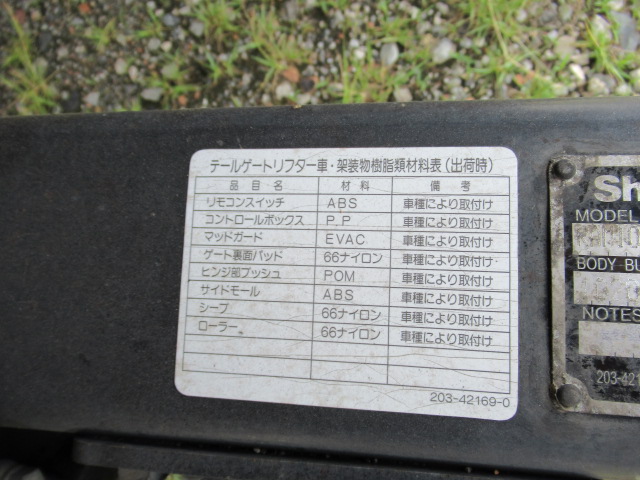 テールゲートリフター車・架装物樹脂類材料表(出荷時)
品目名 材料 備考
リモコンスイッチ ABS 車種により取付け
コントロールボックス P.P 車種により取付け
マッドガード EVAC 車種により取付け
ゲート裏面パッド 66ナイロン 車種により取付け
ヒンジ部ブッシュ POM 車種により取付け
サイドモール ABS 車種により取付け
シーブ 66ナイロン 車種により取付け
ローラー 66ナイロン 車種により取付け
203-42169-0
Sh
MODEL
BODY BU
NOTES
203-421